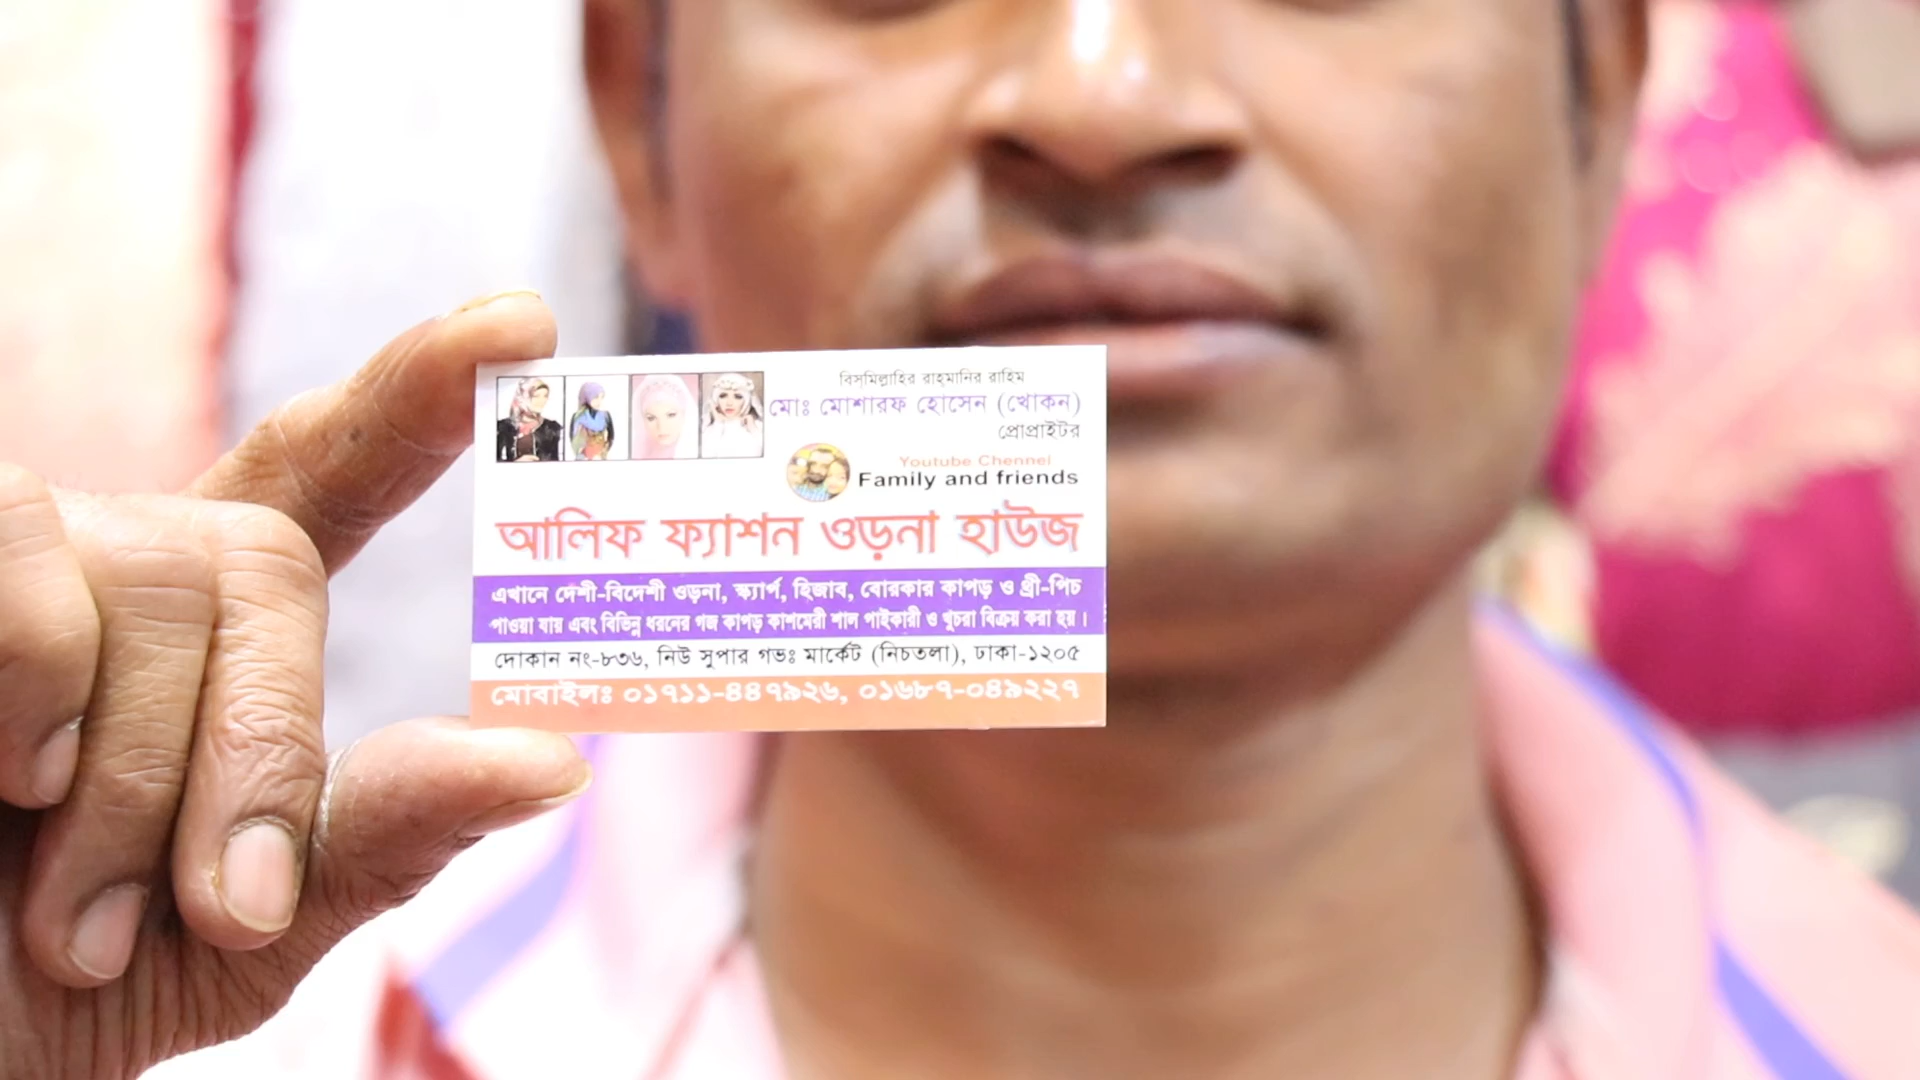 বিসমিল্লাহির রাহমানির রাহিম
মোঃ মোশারফ হোসেন (খোকন)
প্রোপ্রাইটর
Youtube Chennel
Family and friends
আলিফ ফ্যাশন ওড়না হাউজ
এখানে দেশী-বিদেশী ওড়না, স্ক্যার্প, হিজাব, বোরকার কাপড় ও থ্রী-পিচ
পাওয়া যায় এবং বিভিন্ন ধরনের গজ কাপড় কাশমেরী শাল পাইকারী ও খুচরা বিক্রয় করা হয়।
দোকান নং-৮৩৬, নিউ সুপার গভঃ মার্কেট (নিচতলা), ঢাকা-১২০৫
মোবাইলঃ ০১৭১১-৪৪৭৯২৬, ০১৬৮৭-০৪৯২২৭